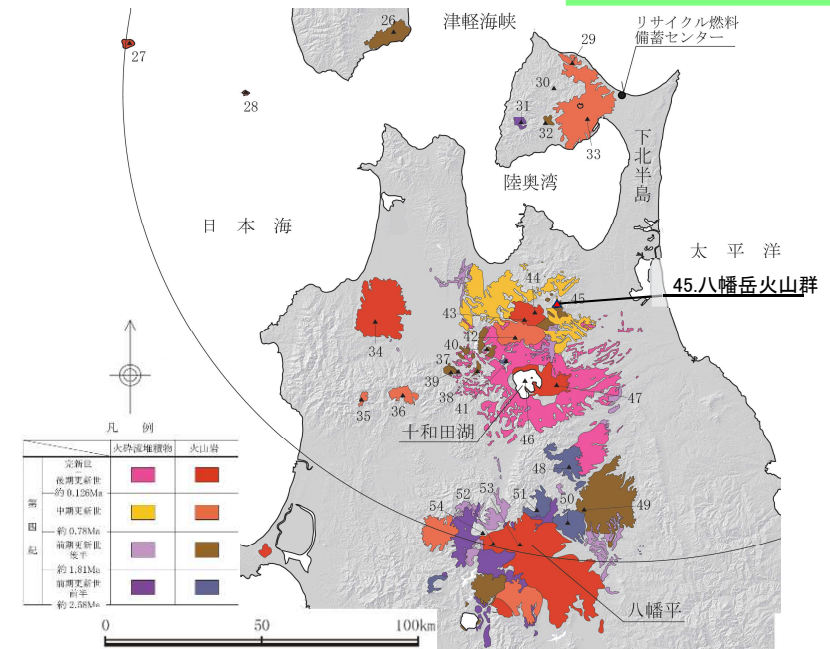 26
津軽海峡
リサイクル燃料
備蓄センター
27
28
29
30
31
32
33
下北半島
陸奥湾
日本海
太平洋
45.八幡岳火山群
44
45
43
34
42
40
37
39
38
41
35
36
47
46
十和田湖
凡例
火砕流堆積物
火山岩
第四紀
完新世
~
後期更新世
約 0.126Ma
中期更新世
約 0.78Ma
前期更新世
後半
約 1.81Ma
前期更新世
前半
約 2.58Ma
48
49
50
51
52
53
54
八幡平
0
50
100km